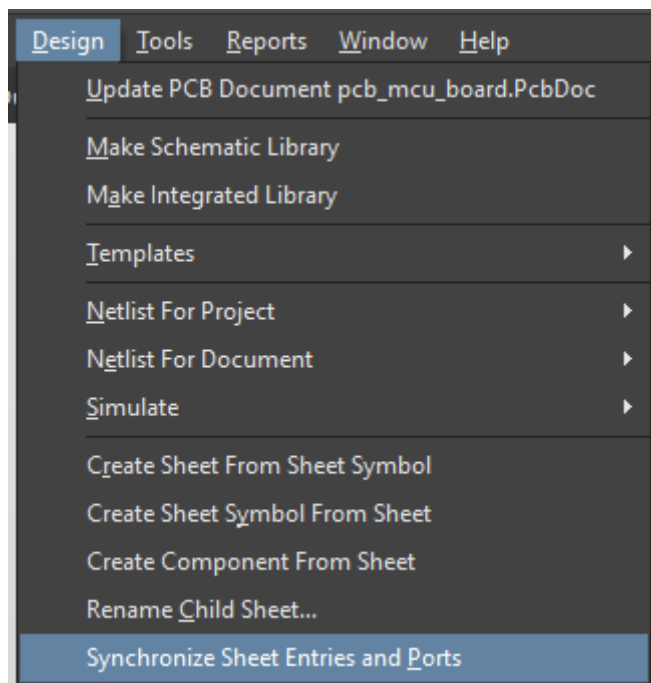 Design Tools Reports Window Help
Update PCB Document pcb_mcu_board.PcbDoc
Make Schematic Library
Make Integrated Library
Templates
Netlist For Project
Netlist For Document
Simulate
Create Sheet From Sheet Symbol
Create Sheet Symbol From Sheet
Create Component From Sheet
Rename Child Sheet...
Synchronize Sheet Entries and Ports